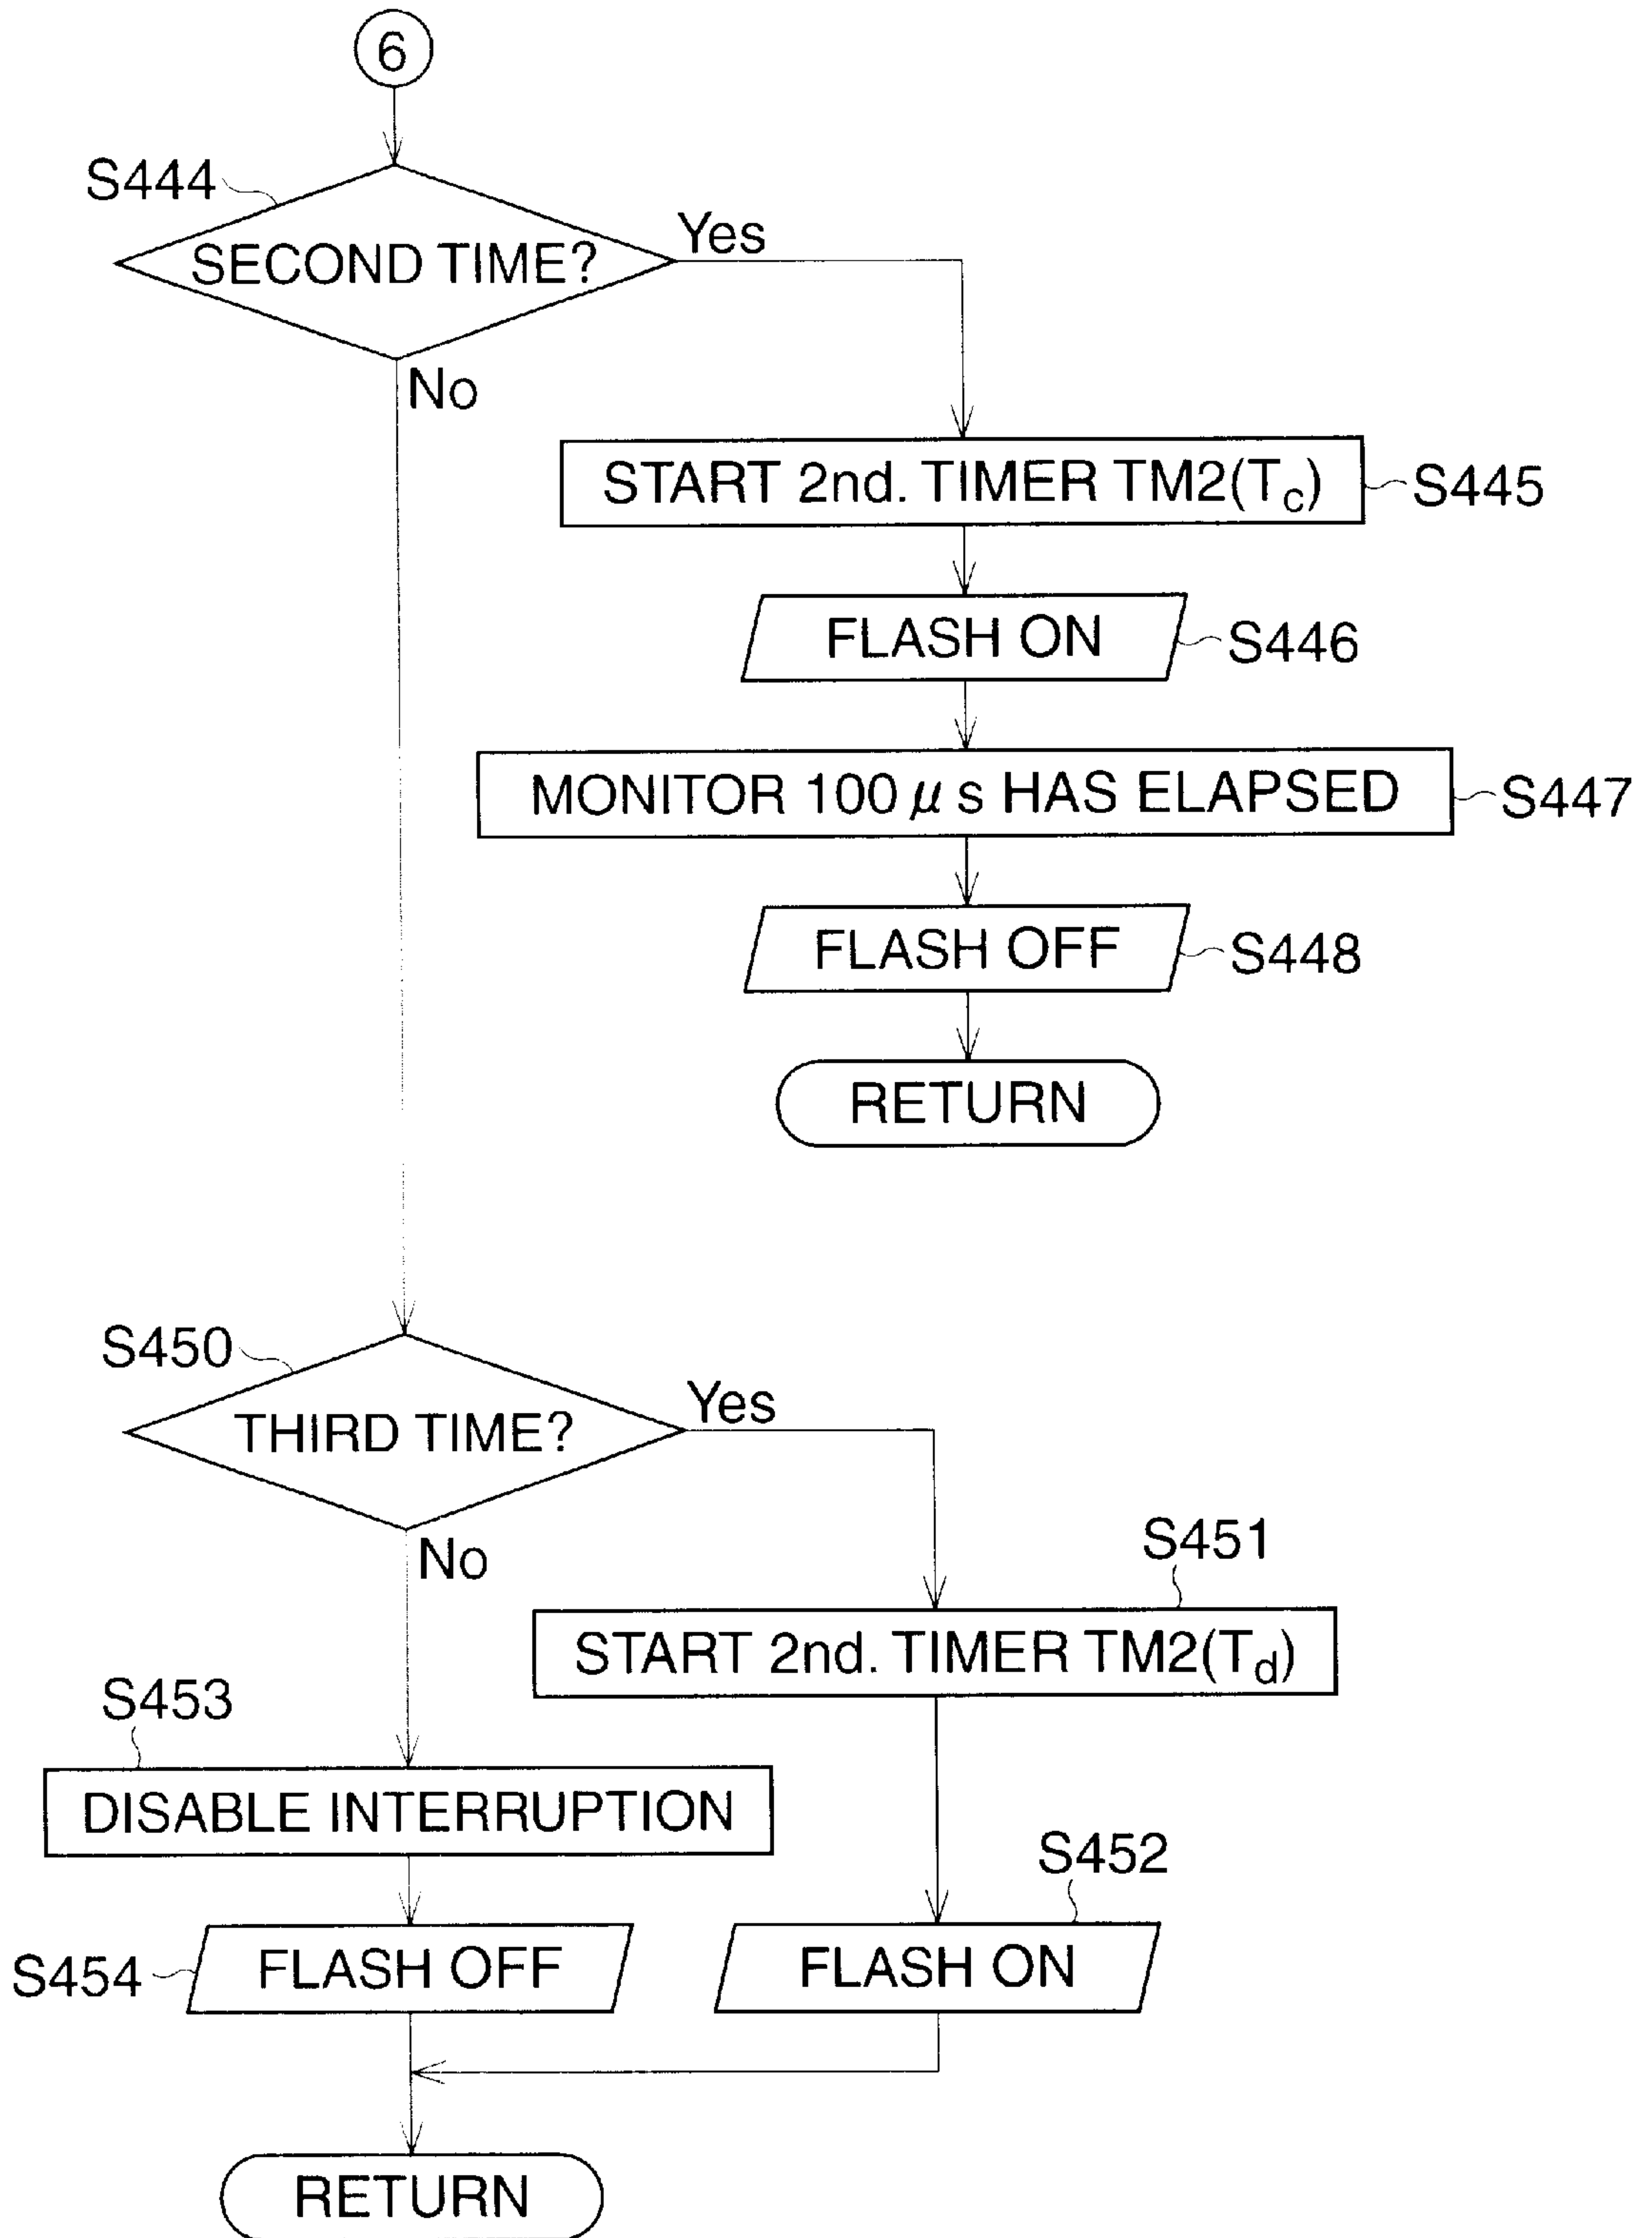 6
S444
SECOND TIME?
Yes
No
START 2nd. TIMER TM2(Tc)
S445
FLASH ON
S446
MONITOR 100 μ s HAS ELAPSED
S447
FLASH OFF
S448
RETURN
S450
THIRD TIME?
Yes
No
S451
START 2nd. TIMER TM2(Td)
S453
DISABLE INTERRUPTION
S452
S454
FLASH OFF
FLASH ON
RETURN